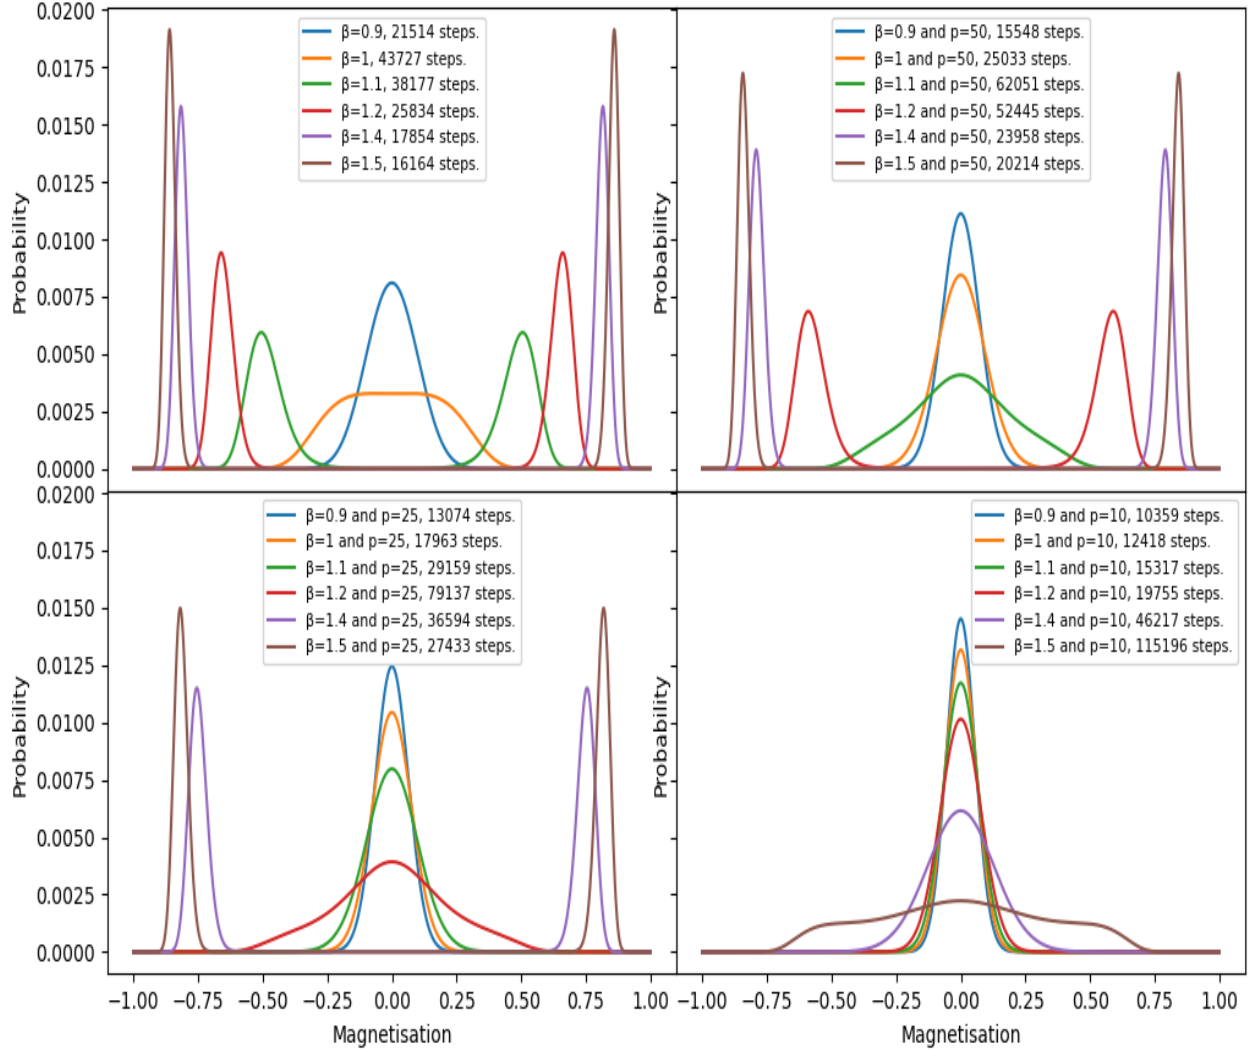 0.0200
0.0175
0.0150
0.0125
0.0100
0.0075
0.0050
0.0025
0.0000
Probability
β=0.9, 21514 steps.
β=1, 43727 steps.
β=1.1, 38177 steps.
β=1.2, 25834 steps.
β=1.4, 17854 steps.
β=1.5, 16164 steps.
Probability
β=0.9 and p=50, 15548 steps.
β=1 and p=50, 25033 steps.
β=1.1 and p=50, 62051 steps.
β=1.2 and p=50, 52445 steps.
β=1.4 and p=50, 23958 steps.
β=1.5 and p=50, 20214 steps.
0.0200
0.0175
0.0150
0.0125
0.0100
0.0075
0.0050
0.0025
0.0000
Probability
β=0.9 and p=25, 13074 steps.
β=1 and p=25, 17963 steps.
β=1.1 and p=25, 29159 steps.
β=1.2 and p=25, 79137 steps.
β=1.4 and p=25, 36594 steps.
β=1.5 and p=25, 27433 steps.
−1.00 −0.75 −0.50 −0.25 0.00 0.25 0.50 0.75 1.00
Magnetisation
Probability
β=0.9 and p=10, 10359 steps.
β=1 and p=10, 12418 steps.
β=1.1 and p=10, 15317 steps.
β=1.2 and p=10, 19755 steps.
β=1.4 and p=10, 46217 steps.
β=1.5 and p=10, 115196 steps.
−1.00 −0.75 −0.50 −0.25 0.00 0.25 0.50 0.75 1.00
Magnetisation